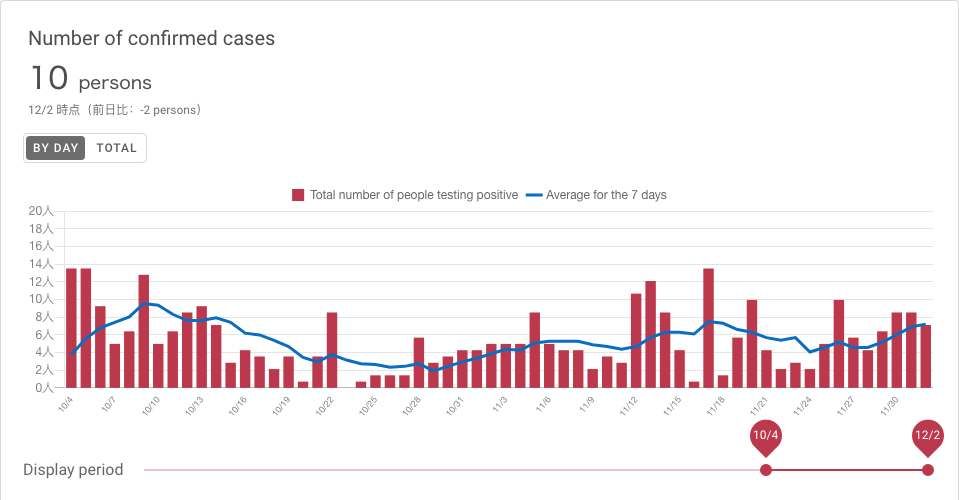 Number of confirmed cases
10 persons
12/2 時点（前日比：-2 persons）
BY DAY TOTAL
Total number of people testing positive Average for the 7 days
20人
18人
16人
14人
12人
10人
8人
6人
4人
2人
0人
10/4 10/7 10/10 10/13 10/16 10/19 10/22 10/25 10/28 10/31 11/3 11/6 11/9 11/12 11/15 11/18 11/21 11/24 11/27 11/30
10/4 12/2
Display period